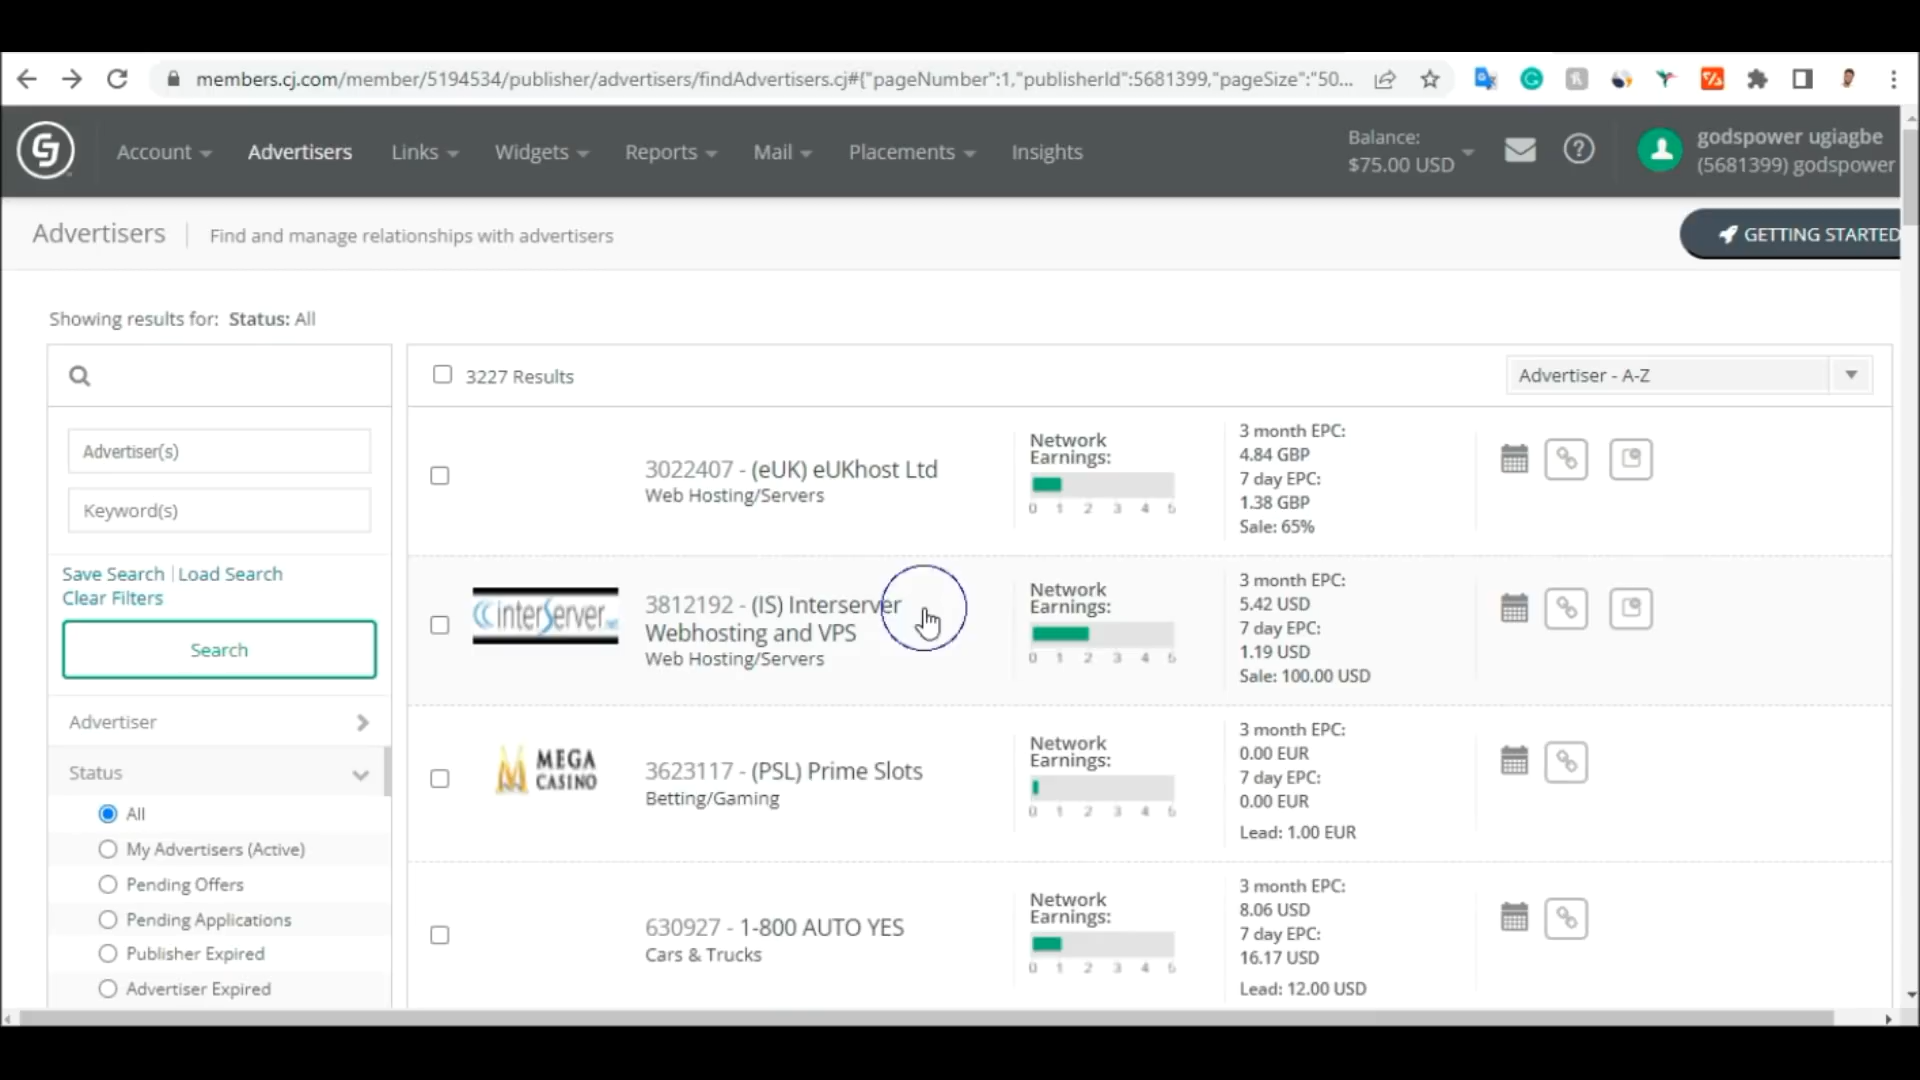 members.cj.com/member/5194534/publisher/advertisers/findAdvertisers.cj#{"pageNumber":1,"publisherId":5681399,"pageSize":"50...
Account
Advertisers
Links
Widgets
Reports
Mail
Placements
Insights
Balance:
$75.00 USD
godspower ugiagbe
(5681399) godspower
Advertisers
Find and manage relationships with advertisers
GETTING STARTED
Showing results for: Status: All
3227 Results
Advertiser - A-Z
Advertiser(s)
Keyword(s)
Save Search | Load Search
Clear Filters
Search
Advertiser
Status
All
My Advertisers (Active)
Pending Offers
Pending Applications
Publisher Expired
Advertiser Expired
3022407 - (eUK) eUKhost Ltd
Web Hosting/Servers
Network
Earnings:
0 1 2 3 4 5
3 month EPC:
4.84 GBP
7 day EPC:
1.38 GBP
Sale: 65%
interServer
3812192 - (IS) Interserver
Webhosting and VPS
Web Hosting/Servers
Network
Earnings:
0 1 2 3 4 5
3 month EPC:
5.42 USD
7 day EPC:
1.19 USD
Sale: 100.00 USD
MEGA
CASINO
3623117 - (PSL) Prime Slots
Betting/Gaming
Network
Earnings:
0 1 2 3 4 5
3 month EPC:
0.00 EUR
7 day EPC:
0.00 EUR
Lead: 1.00 EUR
630927 - 1-800 AUTO YES
Cars & Trucks
Network
Earnings:
0 1 2 3 4 5
3 month EPC:
8.06 USD
7 day EPC:
16.17 USD
Lead: 12.00 USD